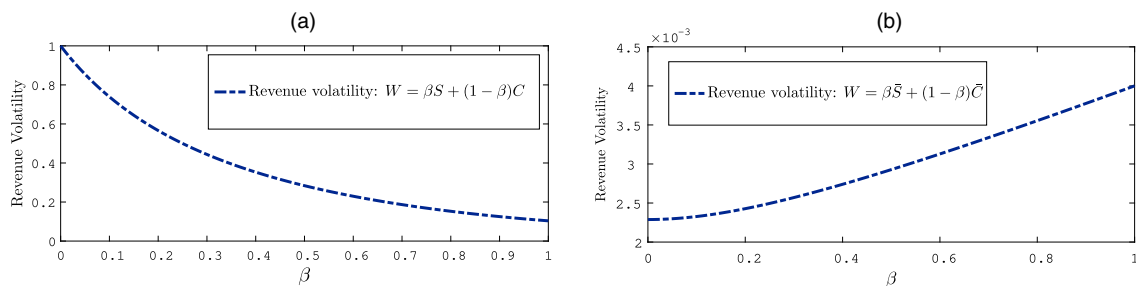 (a)
1
0.8
0.6
0.4
0.2
0
Revenue Volatility
Revenue volatility: W = βS + (1 − β)C
0 0.1 0.2 0.3 0.4 0.5 0.6 0.7 0.8 0.9 1
β
(b)
×10⁻³
4.5
4
3.5
3
2.5
2
Revenue Volatility
Revenue volatility: W = βS̄ + (1 − β)C̄
0 0.2 0.4 0.6 0.8 1
β